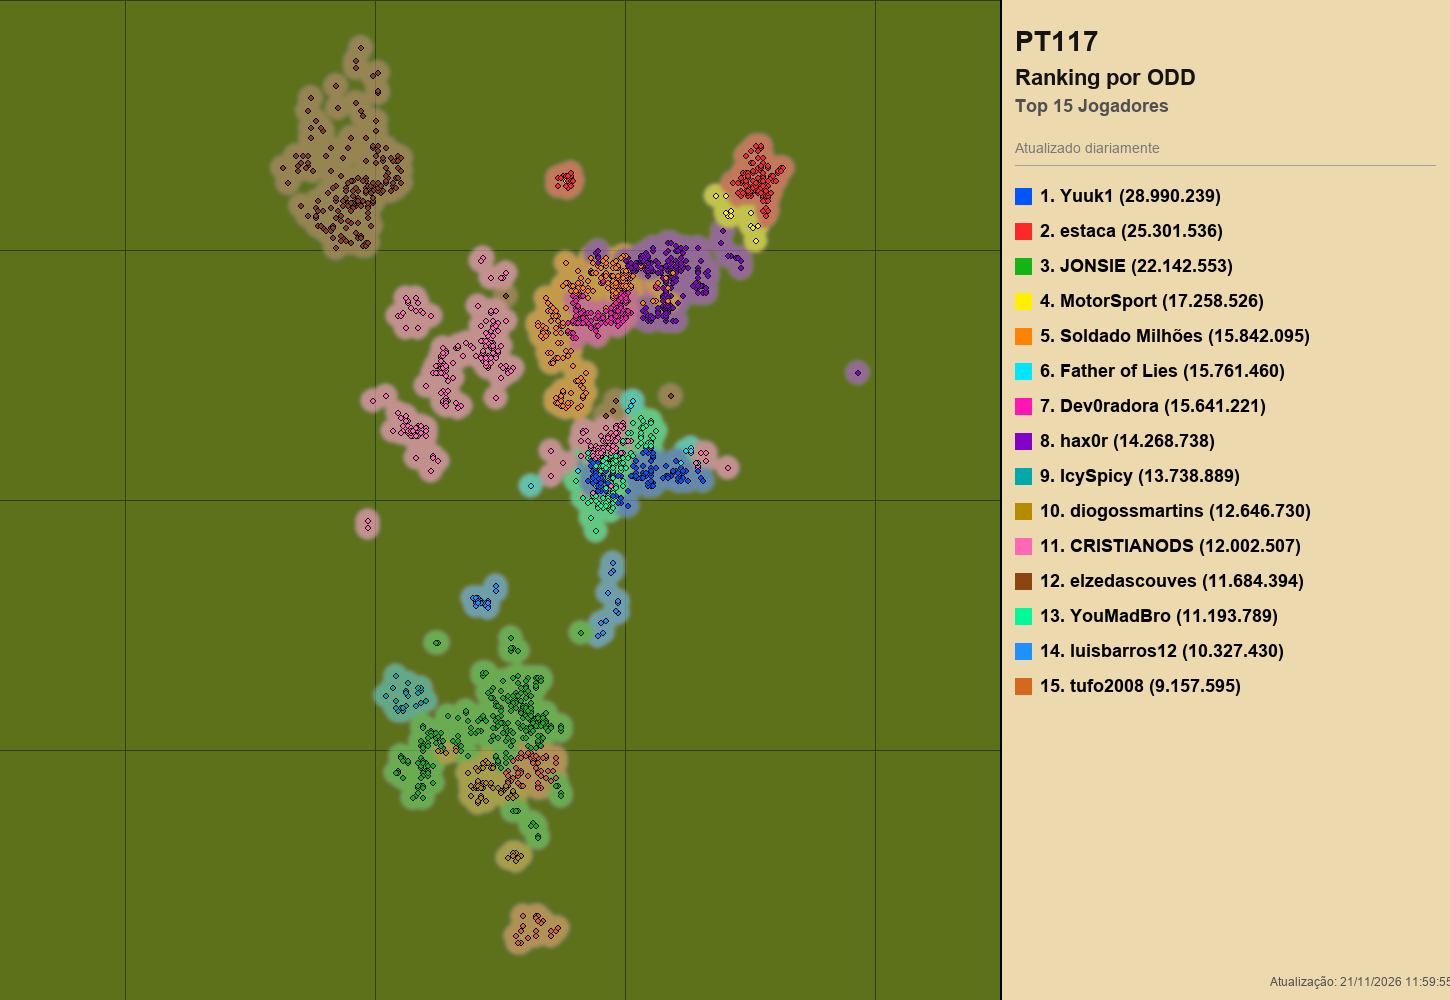 PT117
Ranking por ODD
Top 15 Jogadores
Atualizado diariamente
1. Yuuk1 (28.990.239)
2. estaca (25.301.536)
3. JONSIE (22.142.553)
4. MotorSport (17.258.526)
5. Soldado Milhões (15.842.095)
6. Father of Lies (15.761.460)
7. Dev0radora (15.641.221)
8. hax0r (14.268.738)
9. IcySpicy (13.738.889)
10. diogossmartins (12.646.730)
11. CRISTIANODS (12.002.507)
12. elzedascouves (11.684.394)
13. YouMadBro (11.193.789)
14. luisbarros12 (10.327.430)
15. tufo2008 (9.157.595)
Atualização: 21/11/2026 11:59:55